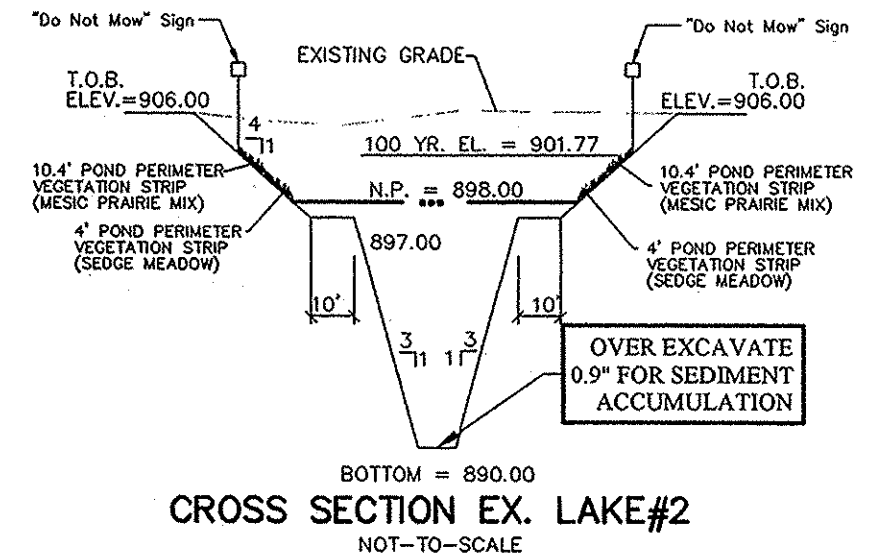 "Do Not Mow" Sign
"Do Not Mow" Sign
EXISTING GRADE
T.O.B.
ELEV.=906.00
T.O.B.
ELEV.=906.00
4
1
100 YR. EL. = 901.77
10.4' POND PERIMETER
VEGETATION STRIP
(MESIC PRAIRIE MIX)
10.4' POND PERIMETER
VEGETATION STRIP
(MESIC PRAIRIE MIX)
N.P. = 898.00
4' POND PERIMETER
VEGETATION STRIP
(SEDGE MEADOW)
897.00
4' POND PERIMETER
VEGETATION STRIP
(SEDGE MEADOW)
10'
10'
3
1
1
3
OVER EXCAVATE
0.9" FOR SEDIMENT
ACCUMULATION
BOTTOM = 890.00
CROSS SECTION EX. LAKE#2
NOT-TO-SCALE